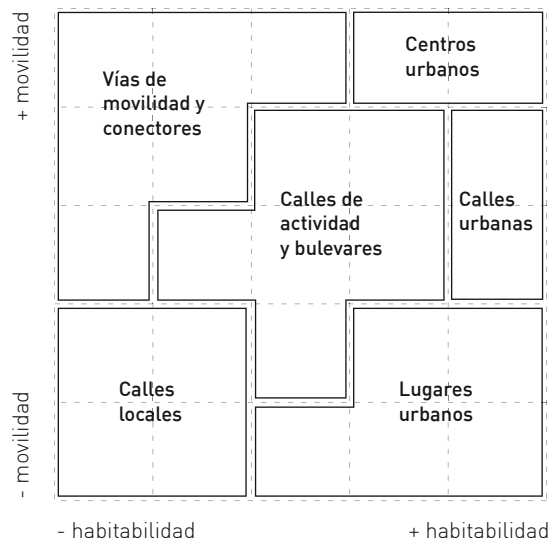 + movilidad
Vías de
movilidad y
conectores
Centros
urbanos
Calles de
actividad
y bulevares
Calles
urbanas
Calles
locales
Lugares
urbanos
- movilidad
- habitabilidad
+ habitabilidad